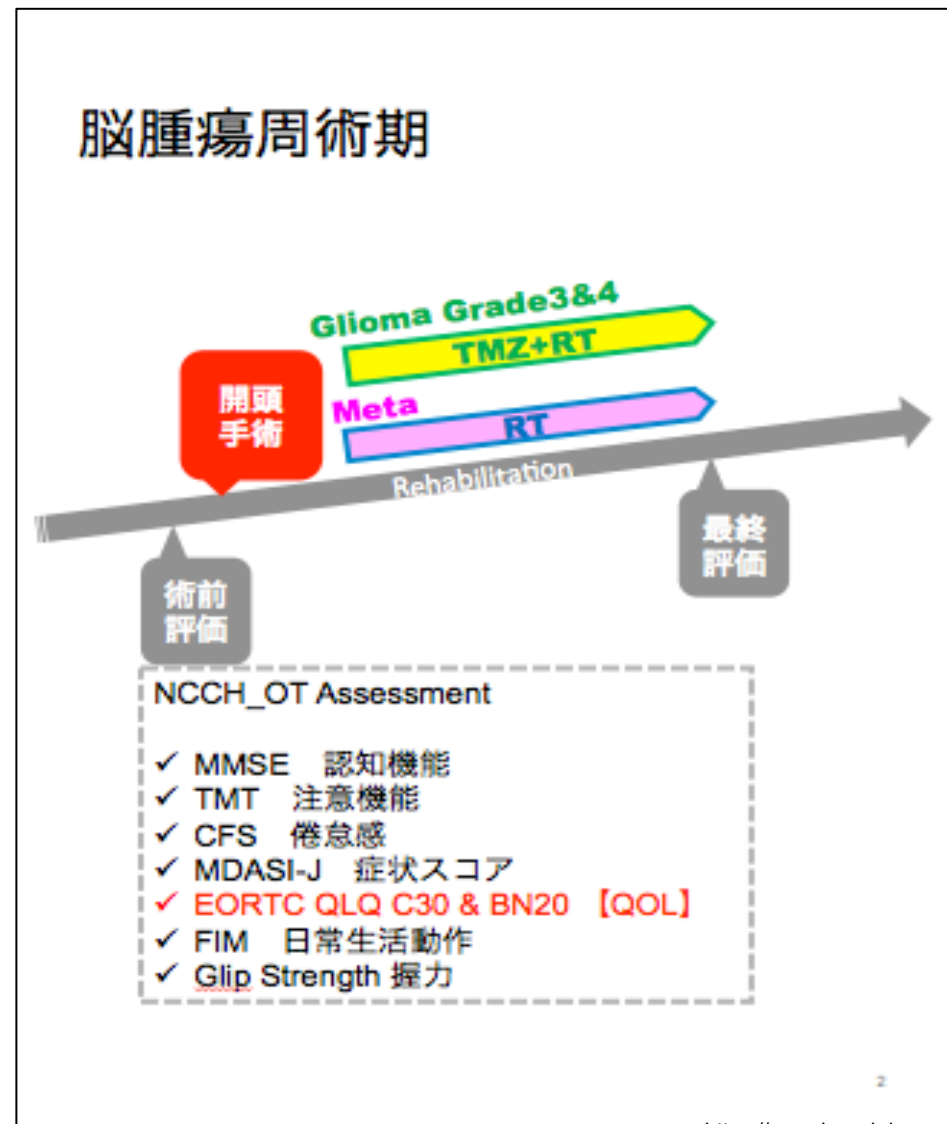 脳腫瘍周術期
Glioma Grade3&4
TMZ+RT
開頭
手術
Meta
RT
Rehabilitation
最終
評価
術前
評価
NCCH_OT Assessment
✓ MMSE 認知機能
✓ TMT 注意機能
✓ CFS 倦怠感
✓ MDASI-J 症状スコア
✓ EORTC QLQ C30 & BN20 【QOL】
✓ FIM 日常生活動作
✓ Glip Strength 握力
2